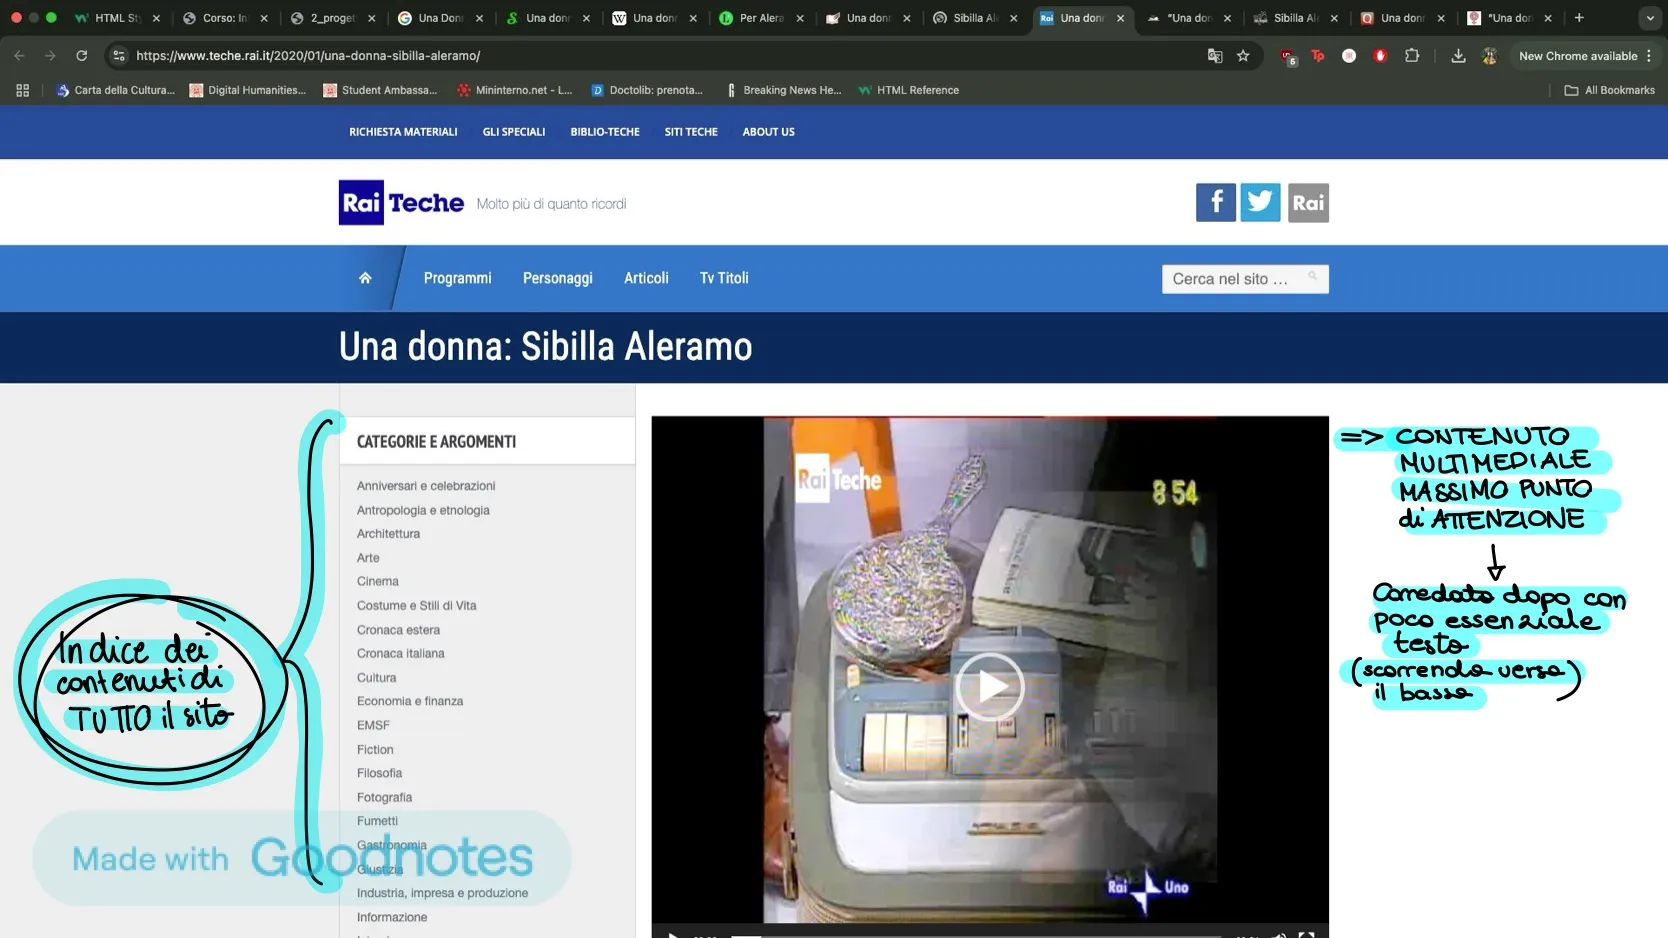 HTML Sty
Corso: In
2_proget
Una Donn
Una donn
Una donn
Per Alera
Una donn
Sibilla Al
Una donn
"Una don
Sibilla Al
Una donn
"Una don
https://www.teche.rai.it/2020/01/una-donna-sibilla-aleramo/
New Chrome available
Carta della Cultura...
Digital Humanities...
Student Ambassa...
Mininterno.net - L...
Doctolib: prenota...
Breaking News He...
HTML Reference
All Bookmarks
RICHIESTA MATERIALI
GLI SPECIALI
BIBLIO-TECHE
SITI TECHE
ABOUT US
Rai Teche
Molto più di quanto ricordi
Rai
Programmi
Personaggi
Articoli
Tv Titoli
Cerca nel sito ...
Una donna: Sibilla Aleramo
CATEGORIE E ARGOMENTI
Anniversari e celebrazioni
Antropologia e etnologia
Architettura
Arte
Cinema
Costume e Stili di Vita
Cronaca estera
Cronaca italiana
Cultura
Economia e finanza
EMSF
Fiction
Filosofia
Fotografia
Fumetti
Gastronomia
Giustizia
Industria, impresa e produzione
Informazione
Indice dei
contenuti di
TUTTO il sito
Made with Goodnotes
Rai Teche
8 54
Rai Uno
=> CONTENUTO
MULTIMEDIALE
MASSIMO PUNTO
di ATTENZIONE
Corredato dopo con
poco essenziale
testo
(scorrendo verso
il basso)